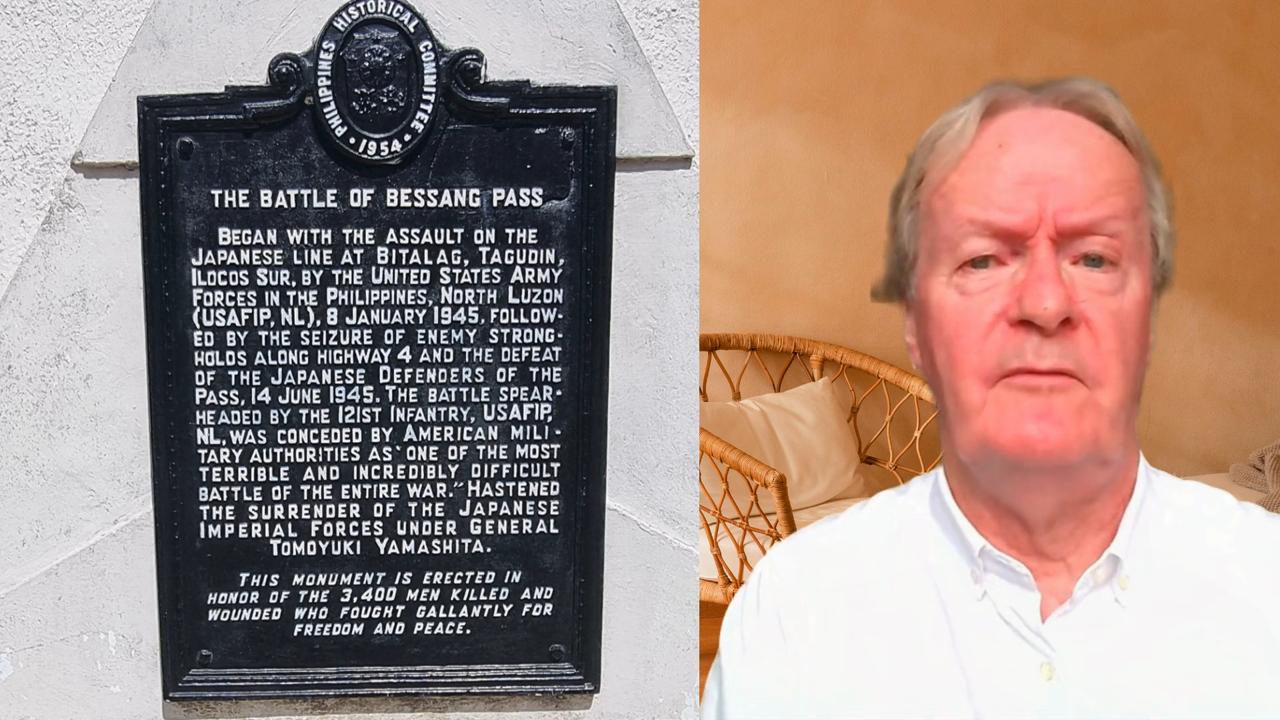 PHILIPPINES HISTORICAL COMMITTEE
• 1954 •
THE BATTLE OF BESSANG PASS
BEGAN WITH THE ASSAULT ON THE
JAPANESE LINE AT BITALAG, TAGUDIN,
ILOCOS SUR, BY THE UNITED STATES ARMY
FORCES IN THE PHILIPPINES, NORTH LUZON
(USAFIP, NL), 8 JANUARY 1945, FOLLOW-
ED BY THE SEIZURE OF ENEMY STRONG-
HOLDS ALONG HIGHWAY 4 AND THE DEFEAT
OF THE JAPANESE DEFENDERS OF THE
PASS, 14 JUNE 1945. THE BATTLE SPEAR-
HEADED BY THE 121ST INFANTRY, USAFIP,
NL, WAS CONCEDED BY AMERICAN MILI-
TARY AUTHORITIES AS "ONE OF THE MOST
TERRIBLE AND INCREDIBLY DIFFICULT
BATTLE OF THE ENTIRE WAR." HASTENED
THE SURRENDER OF THE JAPANESE
IMPERIAL FORCES UNDER GENERAL
TOMOYUKI YAMASHITA.
THIS MONUMENT IS ERECTED IN
HONOR OF THE 3,400 MEN KILLED AND
WOUNDED WHO FOUGHT GALLANTLY FOR
FREEDOM AND PEACE.